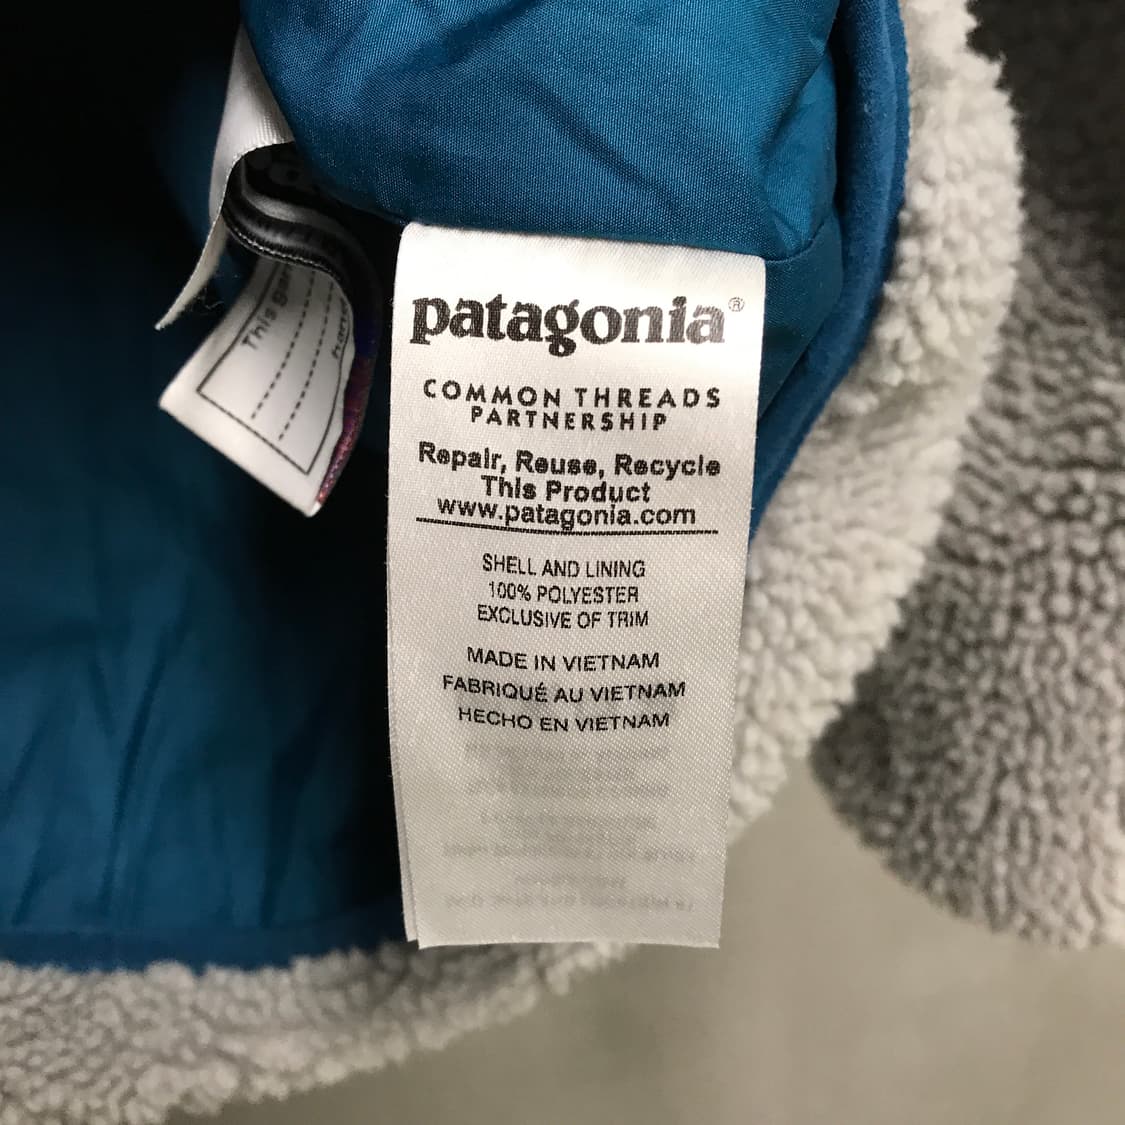 patagonia®
COMMON THREADS
PARTNERSHIP
Repair, Reuse, Recycle
This Product
www.patagonia.com
SHELL AND LINING
100% POLYESTER
EXCLUSIVE OF TRIM
MADE IN VIETNAM
FABRIQUÉ AU VIETNAM
HECHO EN VIETNAM
This